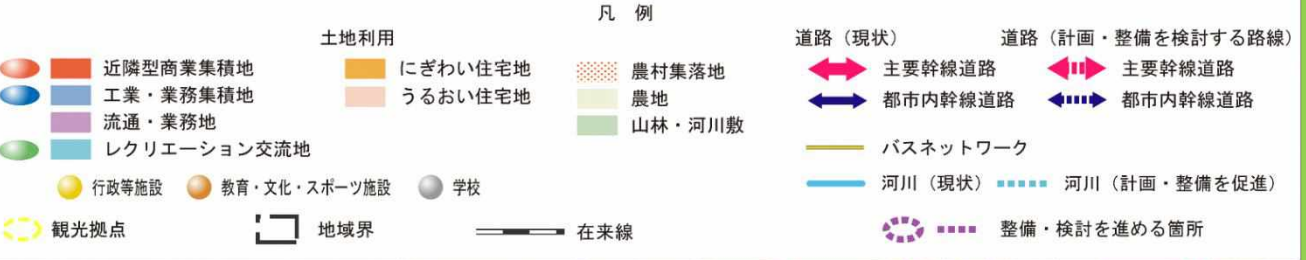 凡 例
土地利用
近隣型商業集積地
工業・業務集積地
流通・業務地
レクリエーション交流地
にぎわい住宅地
うるおい住宅地
農村集落地
農地
山林・河川敷
行政等施設 教育・文化・スポーツ施設 学校
観光拠点 地域界 在来線
道路（現状） 道路（計画・整備を検討する路線）
主要幹線道路 主要幹線道路
都市内幹線道路 都市内幹線道路
バスネットワーク
河川（現状） 河川（計画・整備を促進）
整備・検討を進める箇所